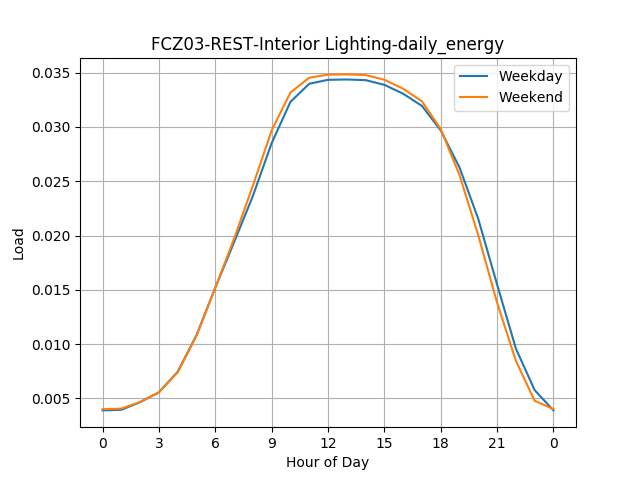 FCZ03-REST-Interior Lighting-daily_energy
Weekday
Weekend
0.035
0.030
0.025
0.020
0.015
0.010
0.005
Load
0 3 6 9 12 15 18 21 0
Hour of Day